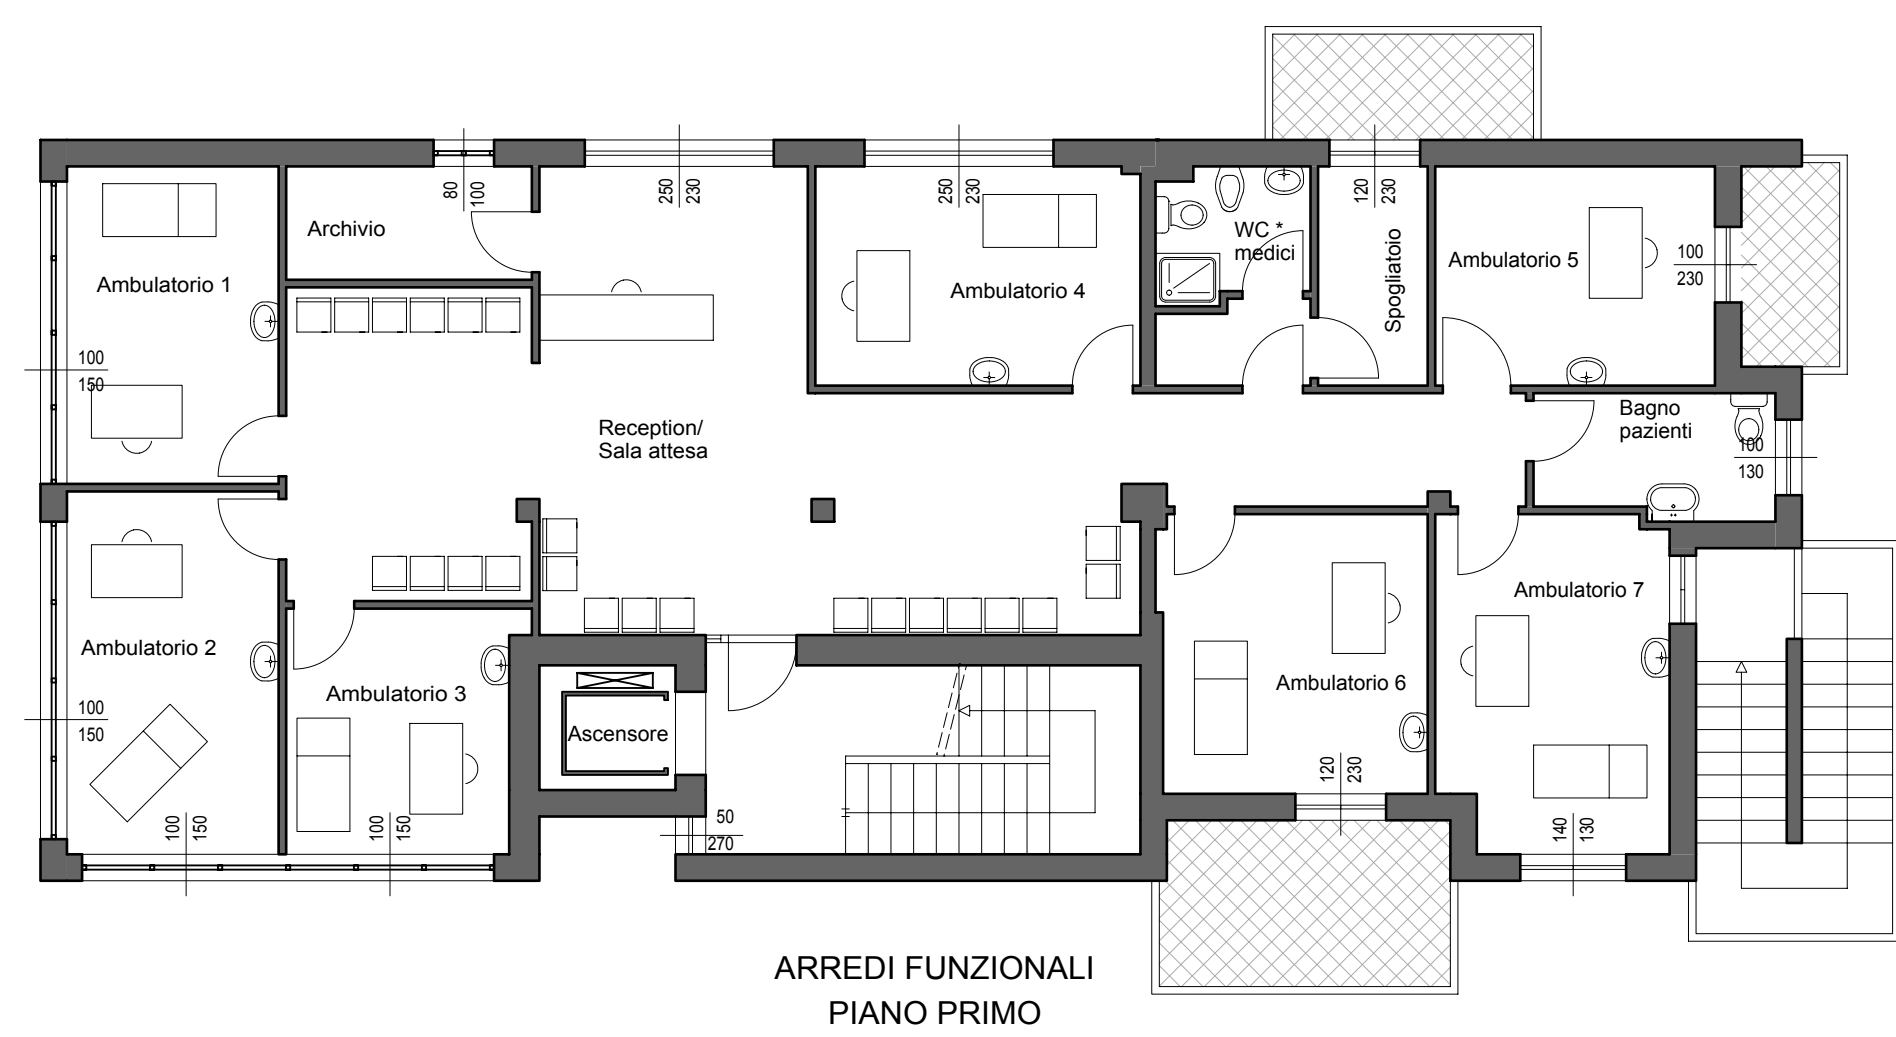 80
100
250
230
250
230
120
230
Archivio
WC *
medici
Spogliatoio
Ambulatorio 5
100
230
Ambulatorio 1
Ambulatorio 4
100
150
Reception/
Sala attesa
Bagno
pazienti
100
130
Ambulatorio 7
Ambulatorio 2
Ambulatorio 3
Ambulatorio 6
100
150
Ascensore
120
230
100
150
100
150
50
270
140
130
ARREDI FUNZIONALI
PIANO PRIMO